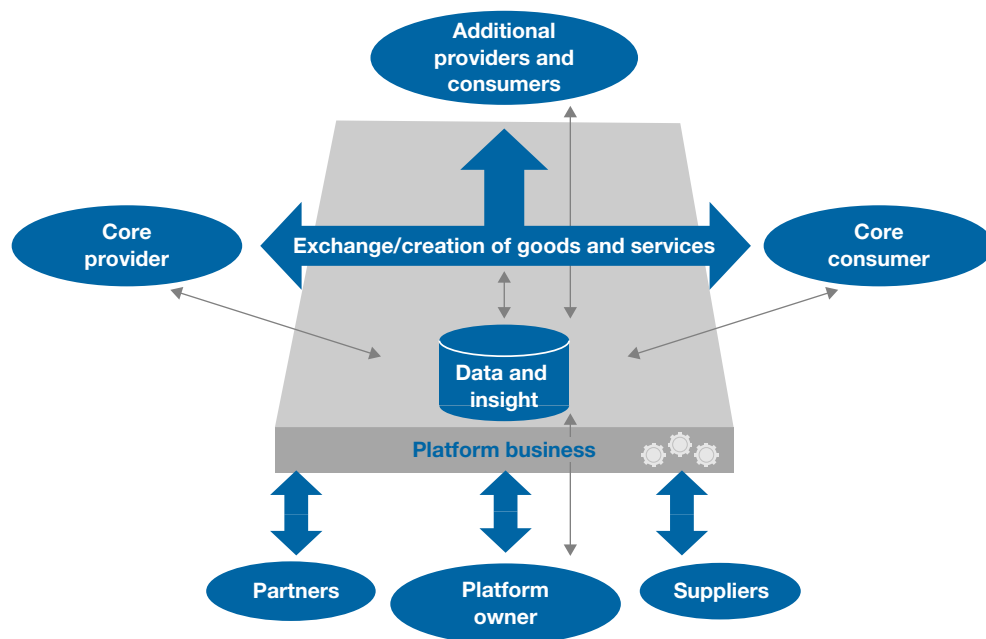 Additional
providers and
consumers
Core
provider
Exchange/creation of goods and services
Core
consumer
Data and
insight
Platform business
Partners
Platform
owner
Suppliers